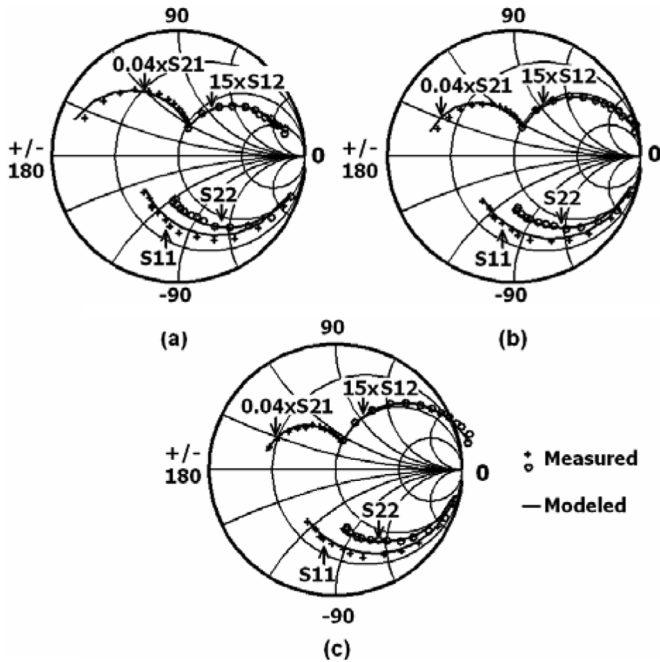 90
0.04xS21
15xS12
+/-
180
0
S22
S11
-90
(a)
90
0.04xS21
15xS12
+/-
180
0
S22
S11
-90
(b)
90
0.04xS21
15xS12
+/-
180
0
S22
S11
-90
(c)
Measured
Modeled